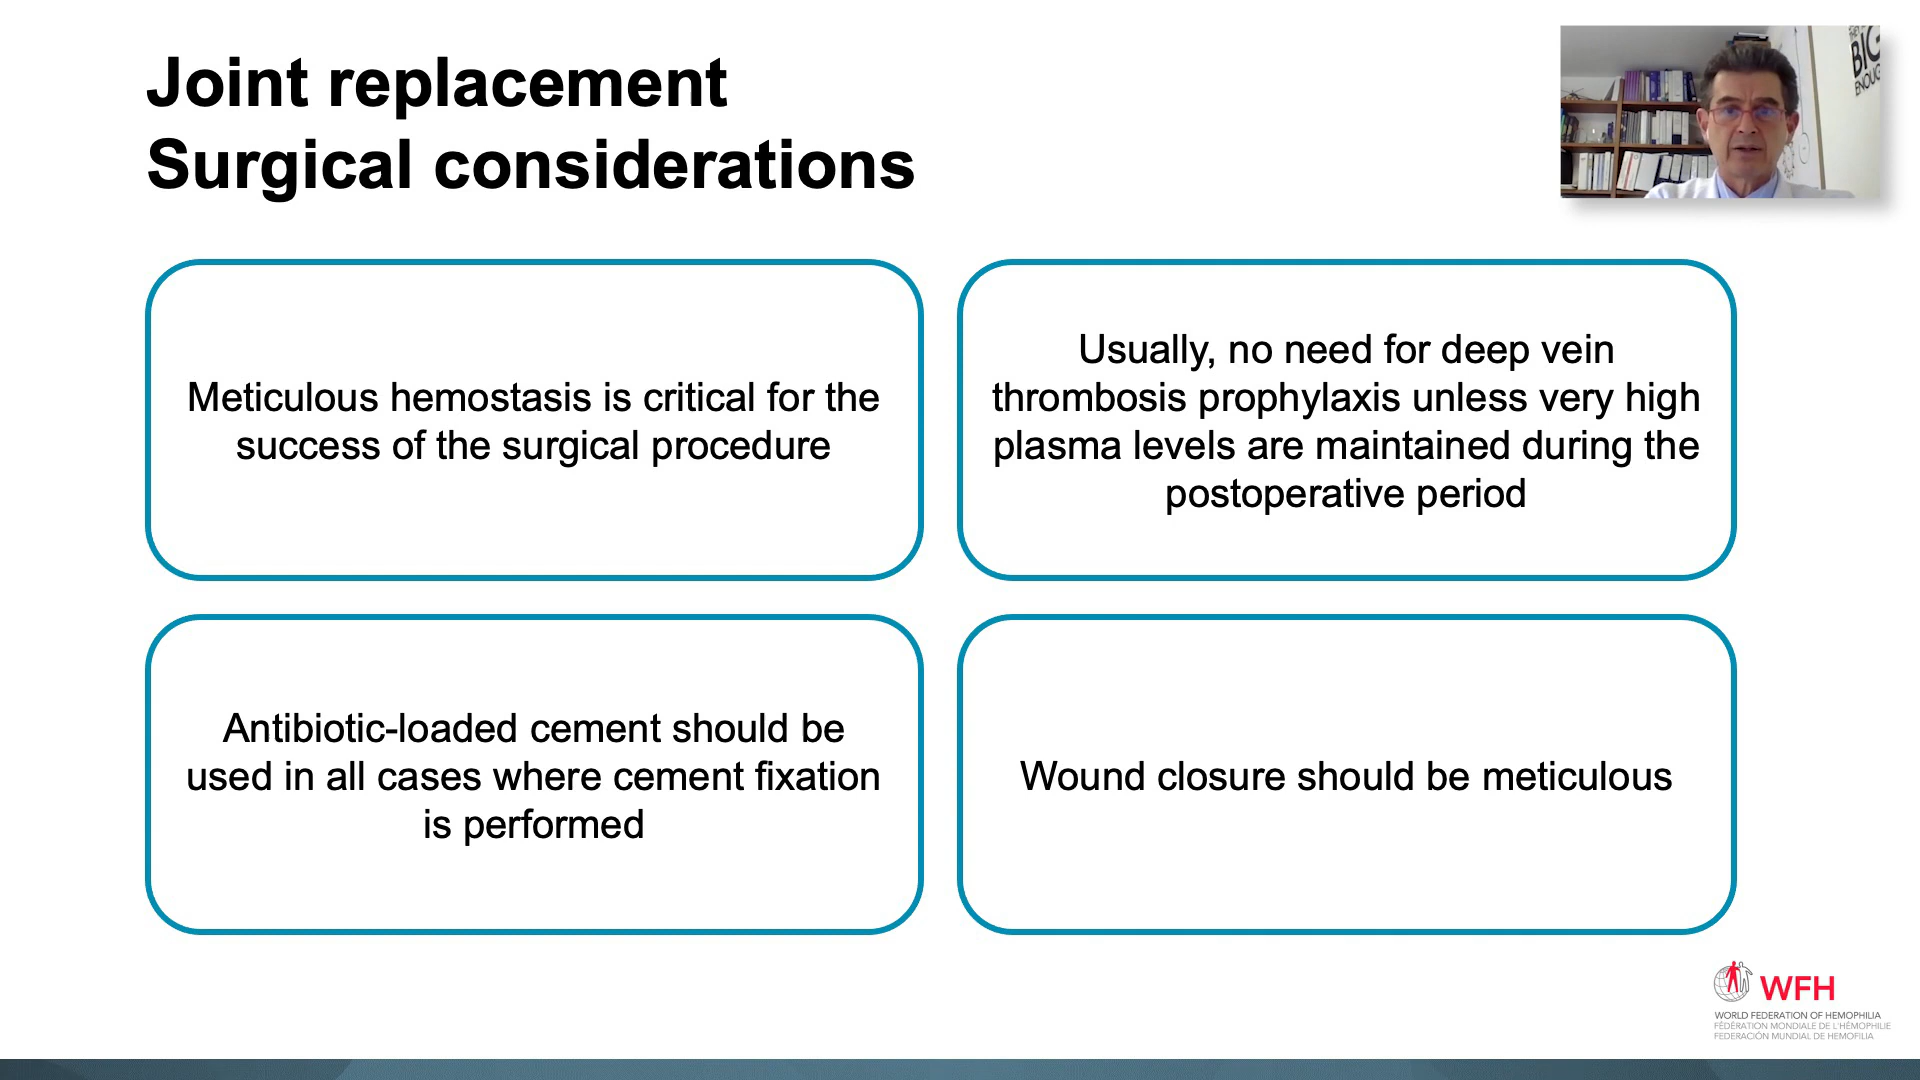 Joint replacement
Surgical considerations
BIG
ENOUG
Meticulous hemostasis is critical for the
success of the surgical procedure
Usually, no need for deep vein
thrombosis prophylaxis unless very high
plasma levels are maintained during the
postoperative period
Antibiotic-loaded cement should be
used in all cases where cement fixation
is performed
Wound closure should be meticulous
WFH
WORLD FEDERATION OF HEMOPHILIA
FÉDÉRATION MONDIALE DE L'HÉMOPHILIE
FEDERACIÓN MUNDIAL DE HEMOFILIA